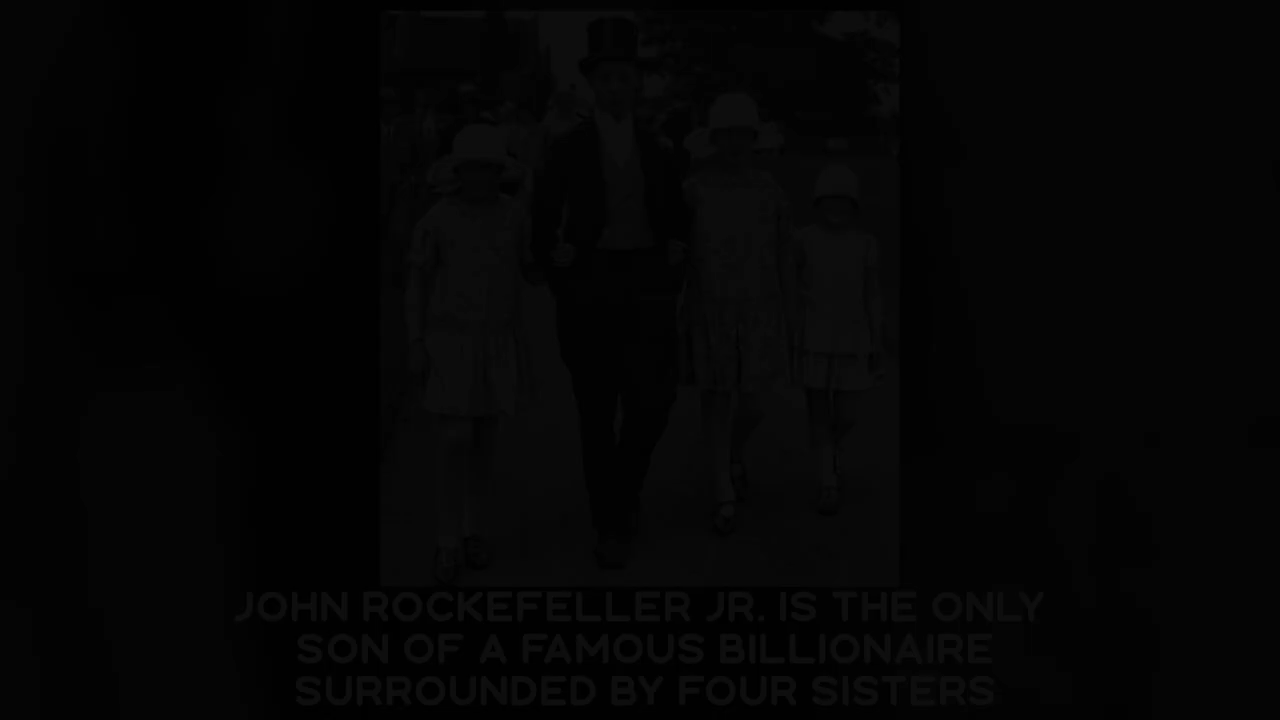 JOHN ROCKEFELLER JR. IS THE ONLY
SON OF A FAMOUS BILLIONAIRE
SURROUNDED BY FOUR SISTERS